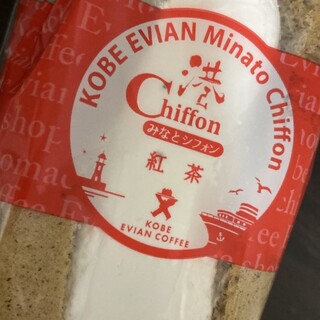 KOBE EVIAN Minato Chiffon
港
Chiffon
みなとシフォン
紅茶
KOBE
EVIAN COFFEE